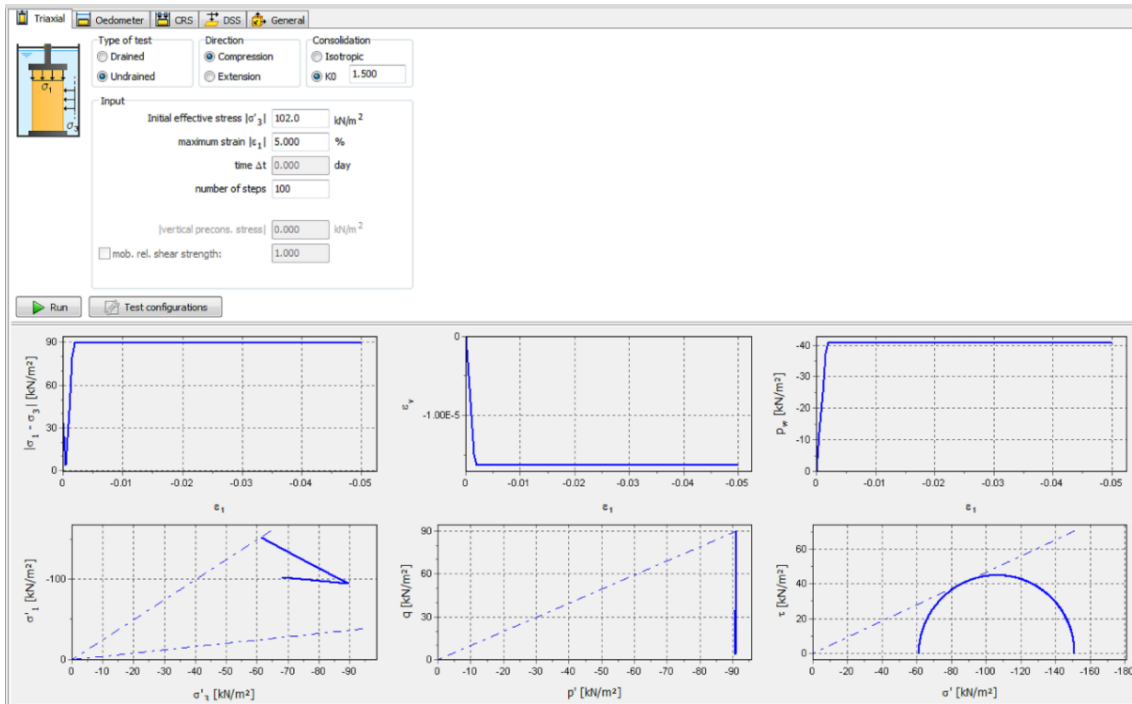 Triaxial Oedometer CRS DSS General
Type of test Direction Consolidation
Drained Compression Isotropic
Undrained Extension K0 1.500
σ1
σ3
Input
Initial effective stress |σ'3| 102.0 kN/m²
maximum strain |ε1| 5.000 %
time Δt 0.000 day
number of steps 100
|vertical precons. stress| 0.000 kN/m²
mob. rel. shear strength: 1.000
Run Test configurations
|σ1 - σ3| [kN/m²]
90
60
30
0
0 -0.01 -0.02 -0.03 -0.04 -0.05
ε1
εv
0
-1.00E-5
0 -0.01 -0.02 -0.03 -0.04 -0.05
ε1
pw [kN/m²]
-40
-30
-20
-10
0
0 -0.01 -0.02 -0.03 -0.04 -0.05
ε1
σ'1 [kN/m²]
-100
0
0 -10 -20 -30 -40 -50 -60 -70 -80 -90
σ'3 [kN/m²]
q [kN/m²]
90
60
30
0
0 -10 -20 -30 -40 -50 -60 -70 -80 -90
p' [kN/m²]
τ [kN/m²]
60
40
20
0
0 -20 -40 -60 -80 -100 -120 -140 -160 -180
σ' [kN/m²]